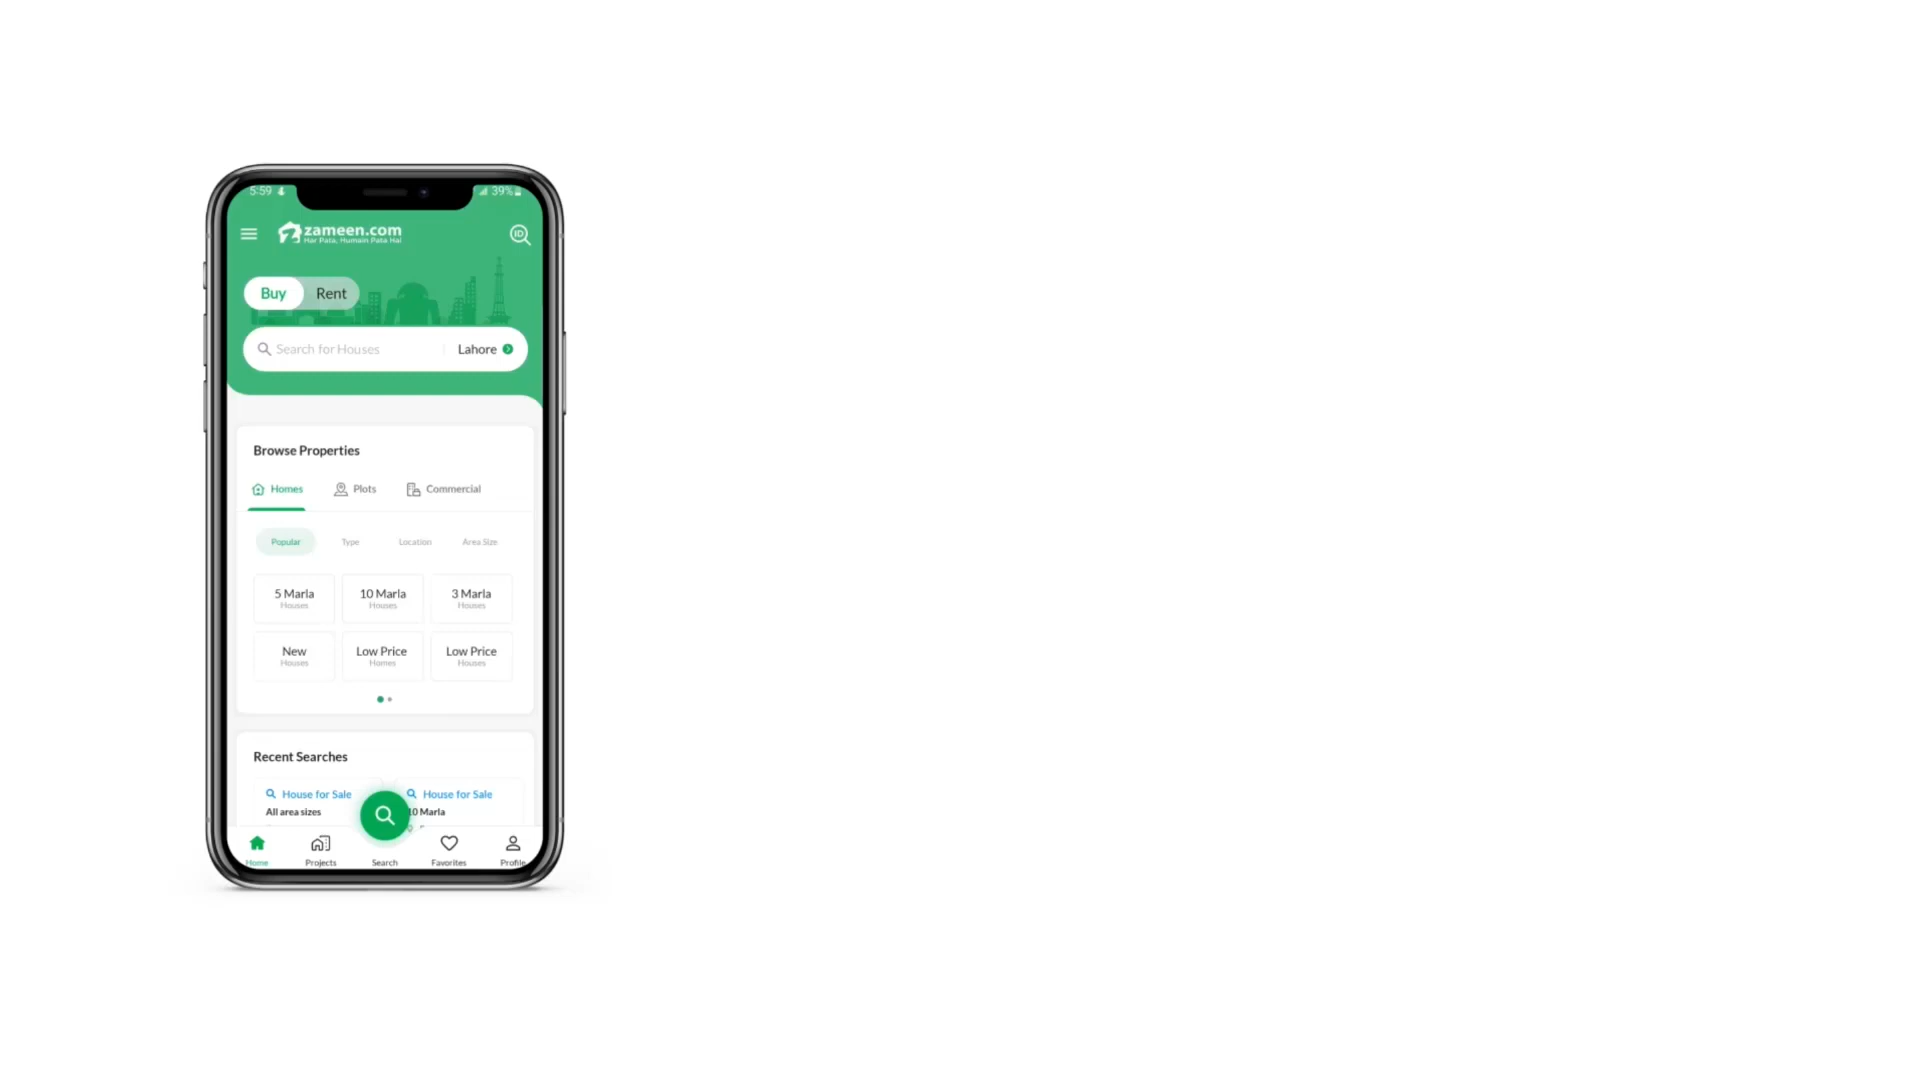 5:59
39%
zameen.com
Har Pata, Humain Pata Hai
ID
Buy
Rent
Search for Houses
Lahore
Browse Properties
Homes
Plots
Commercial
Popular
Type
Location
Area Size
5 Marla
Houses
10 Marla
Houses
3 Marla
Houses
New
Houses
Low Price
Homes
Low Price
Houses
Recent Searches
House for Sale
All area sizes
House for Sale
10 Marla
Home
Projects
Search
Favorites
Profile